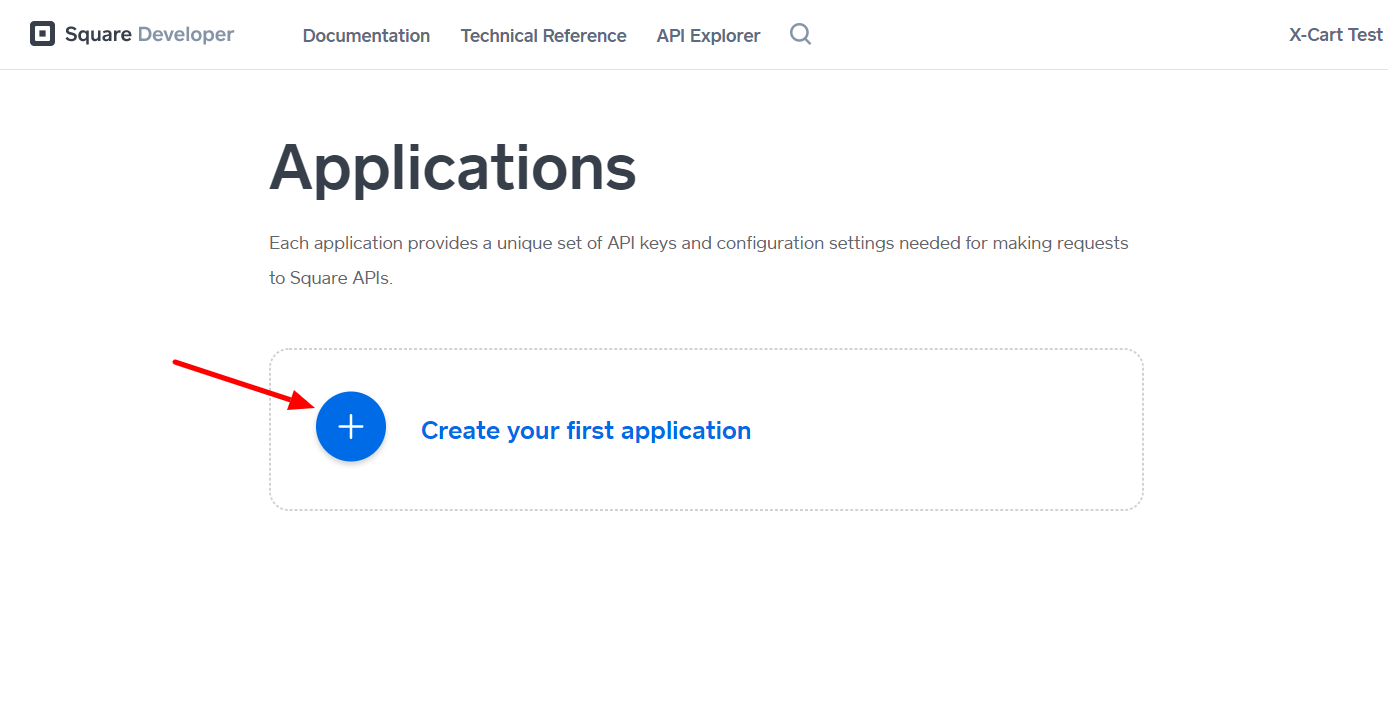 Square Developer Documentation Technical Reference API Explorer X-Cart Test
Applications
Each application provides a unique set of API keys and configuration settings needed for making requests
to Square APIs.
Create your first application